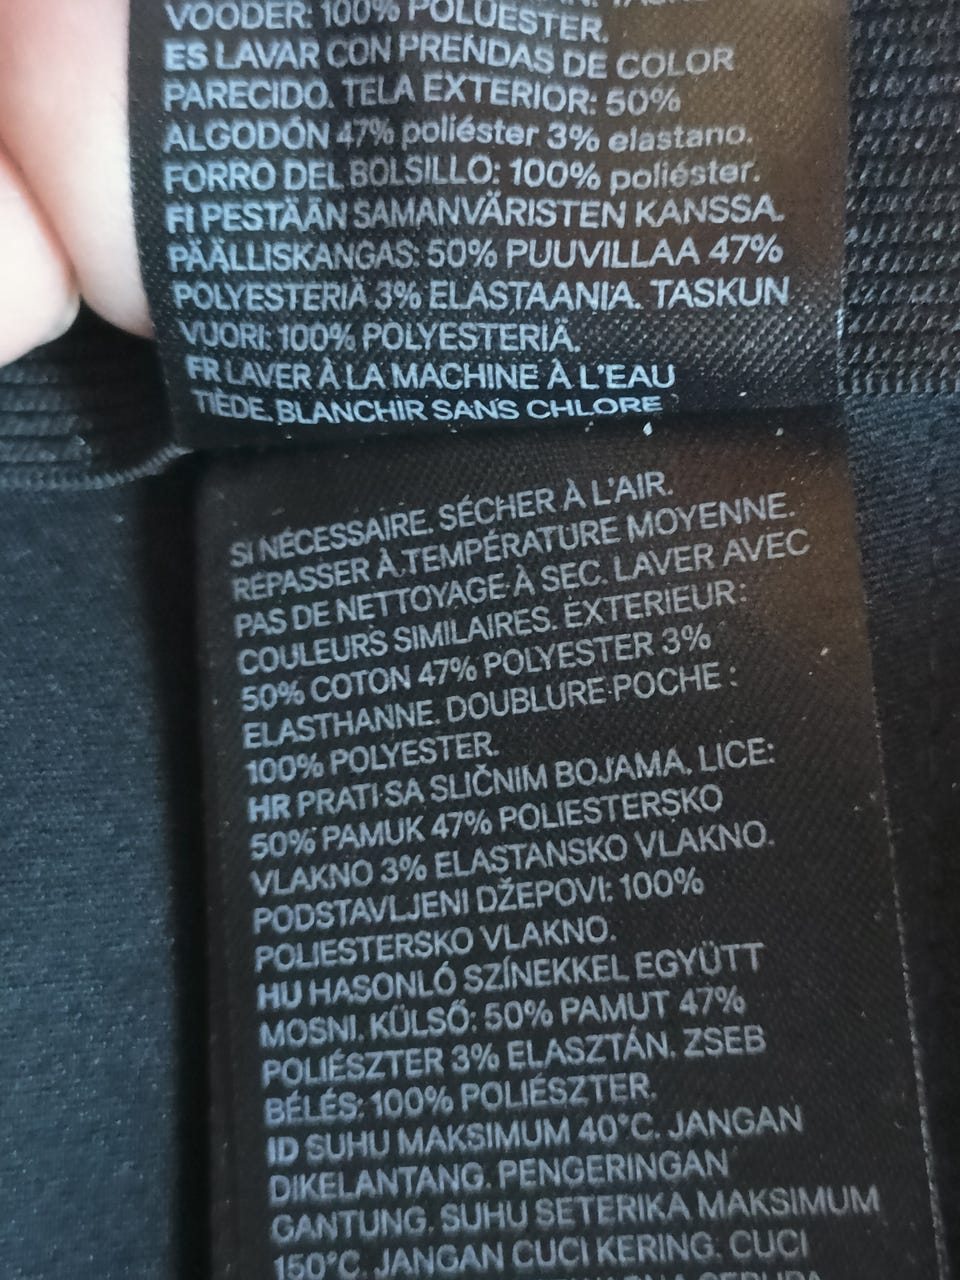 VOODER: 100% POLÜESTER.
ES LAVAR CON PRENDAS DE COLOR
PARECIDO. TELA EXTERIOR: 50%
ALGODÓN 47% poliéster 3% elastano.
FORRO DEL BOLSILLO: 100% poliéster.
FI PESTÄÄN SAMANVÄRISTEN KANSSA.
PÄÄLLISKANGAS: 50% PUUVILLAA 47%
POLYESTERIÄ 3% ELASTAANIA. TASKUN
VUORI: 100% POLYESTERIÄ.
FR LAVER À LA MACHINE À L'EAU
TIÈDE. BLANCHIR SANS CHLORE
SI NÉCESSAIRE. SÉCHER À L'AIR.
REPASSER À TEMPÉRATURE MOYENNE.
PAS DE NETTOYAGE À SEC. LAVER AVEC
COULEURS SIMILAIRES. EXTERIEUR:
50% COTON 47% POLYESTER 3%
ELASTHANNE. DOUBLURE POCHE :
100% POLYESTER.
HR PRATI SA SLIČNIM BOJAMA. LICE:
50% PAMUK 47% POLIESTERSKO
VLAKNO 3% ELASTANSKO VLAKNO.
PODSTAVLJENI DŽEPOVI: 100%
POLIESTERSKO VLAKNO.
HU HASONLÓ SZÍNEKKEL EGYÜTT
MOSNI. KÜLSŐ: 50% PAMUT 47%
POLIÉSZTER 3% ELASZTÁN. ZSEB
BÉLÉS: 100% POLIÉSZTER.
ID SUHU MAKSIMUM 40°C. JANGAN
DIKELANTANG. PENGERINGAN
GANTUNG. SUHU SETERIKA MAKSIMUM
150°C. JANGAN CUCI KERING. CUCI